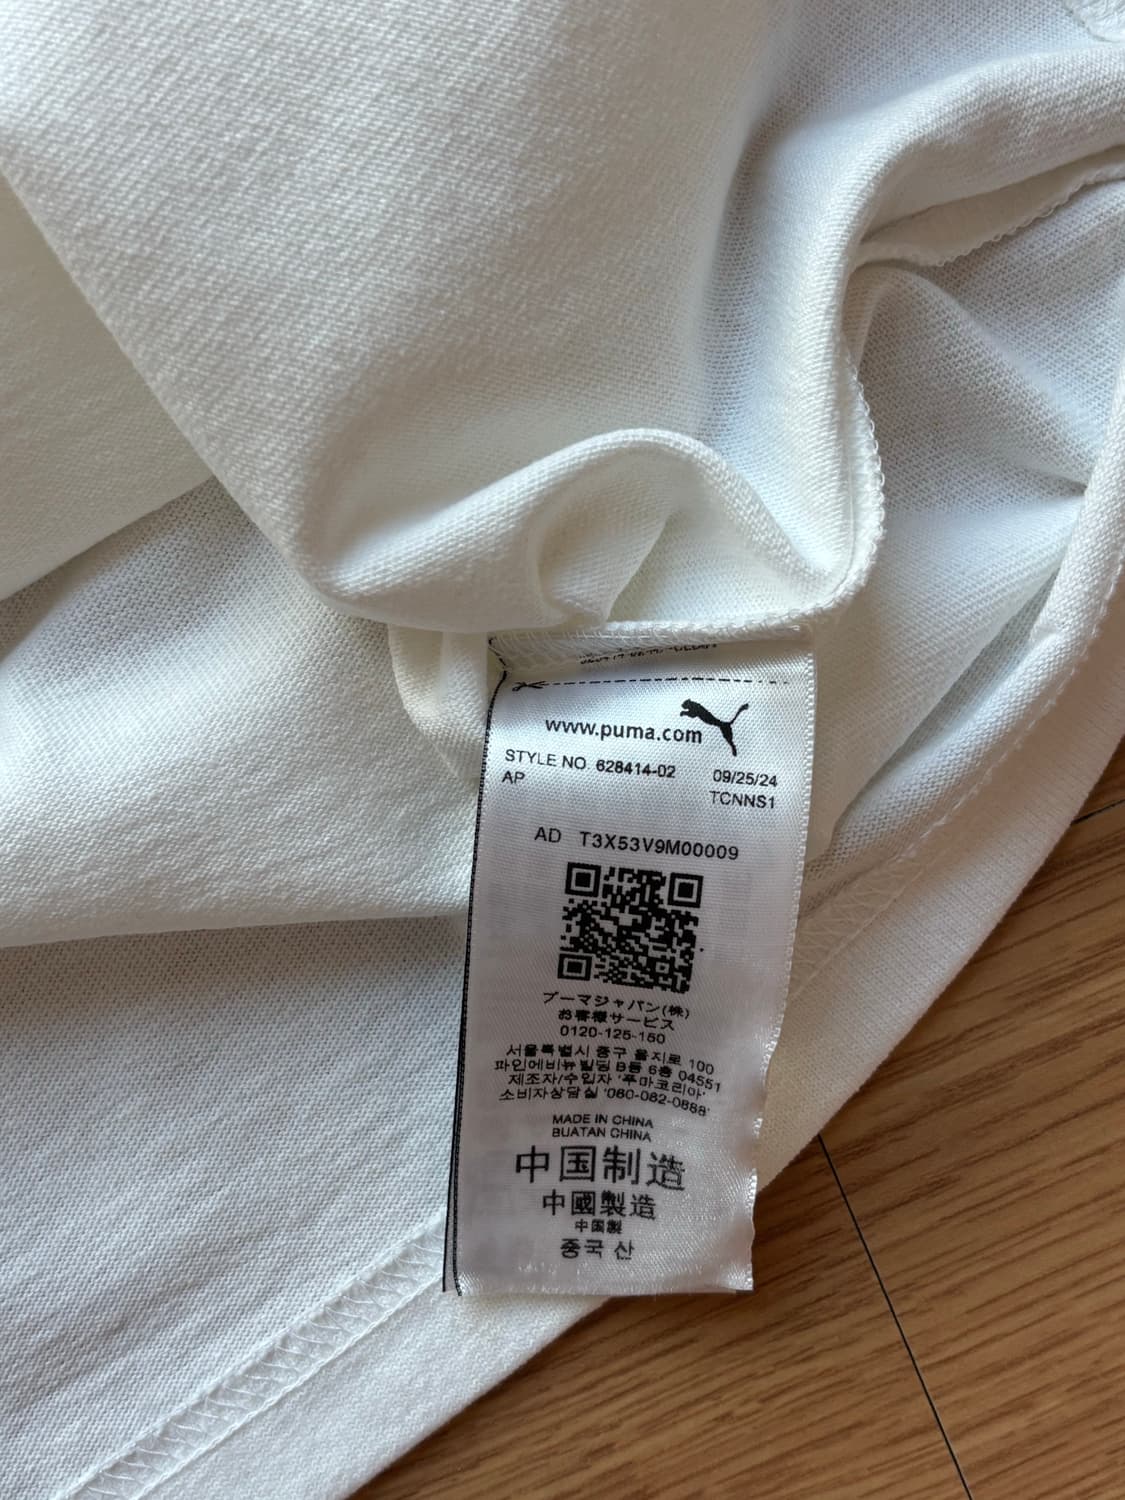 www.puma.com
STYLE NO 628414-02 09/25/24
AP TCNNS1
AD T3X53V9M00009
プーマジャパン(株)
お客様サービス
0120-125-150
서울특별시 중구 을지로 100
파인에비뉴빌딩 B동 6층 04551
제조자/수입자 '푸마코리아'
소비자상담실 '080-082-0888'
MADE IN CHINA
BUATAN CHINA
中国制造
中國製造
中国製
중국 산